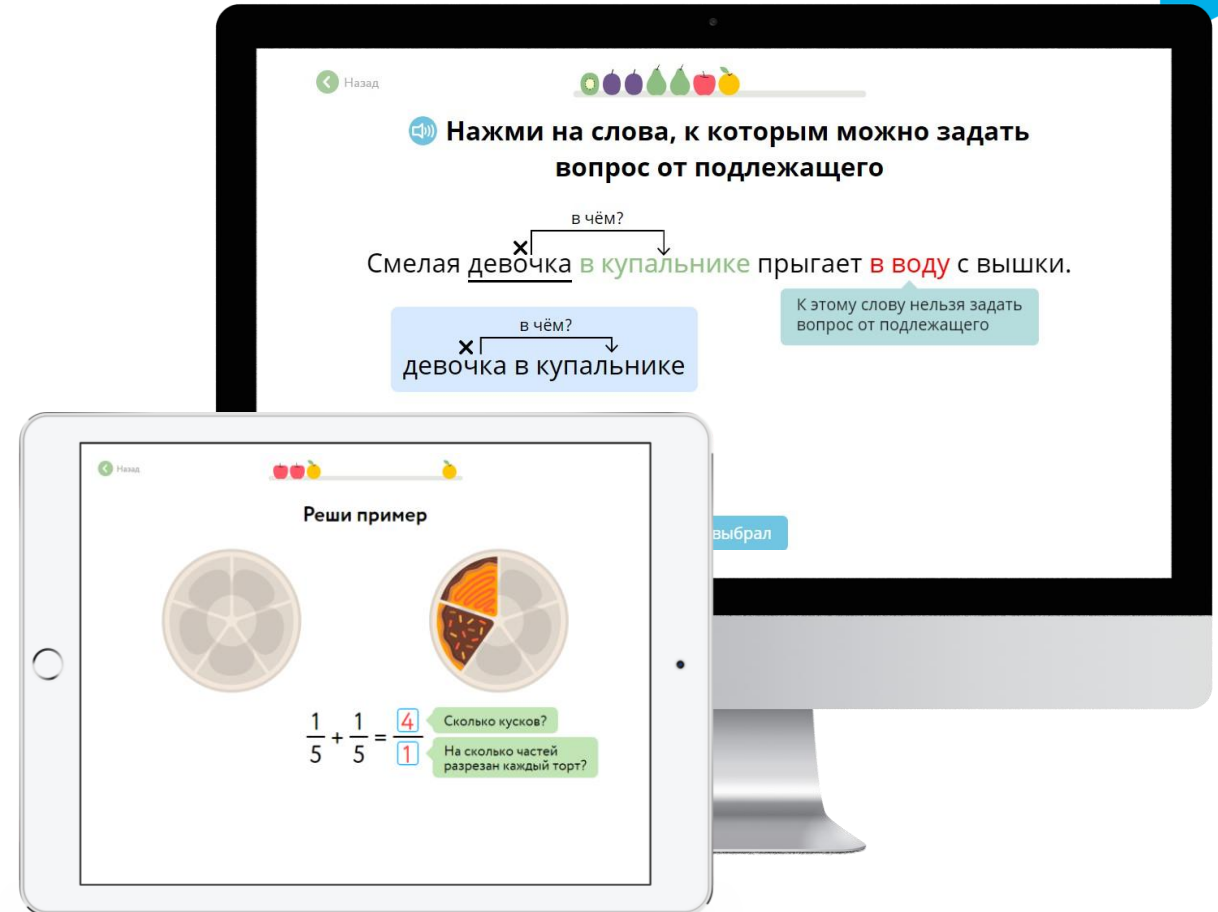 Назад
Нажми на слова, к которым можно задать
вопрос от подлежащего
в чём?
Смелая девочка в купальнике прыгает в воду с вышки.
К этому слову нельзя задать
вопрос от подлежащего
в чём?
девочка в купальнике
выбрал
Назад
Реши пример
1/5 + 1/5 = 4/1
Сколько кусков?
На сколько частей
разрезан каждый торт?